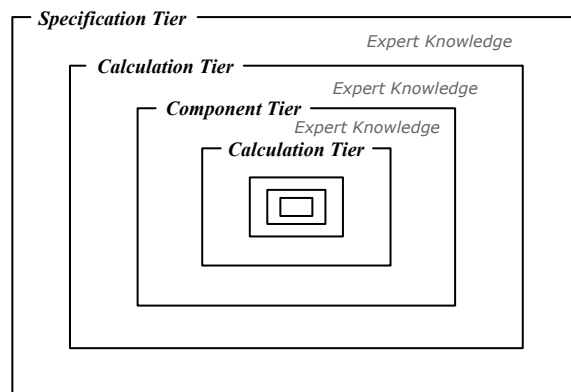 Specification Tier
Expert Knowledge
Calculation Tier
Expert Knowledge
Component Tier
Expert Knowledge
Calculation Tier